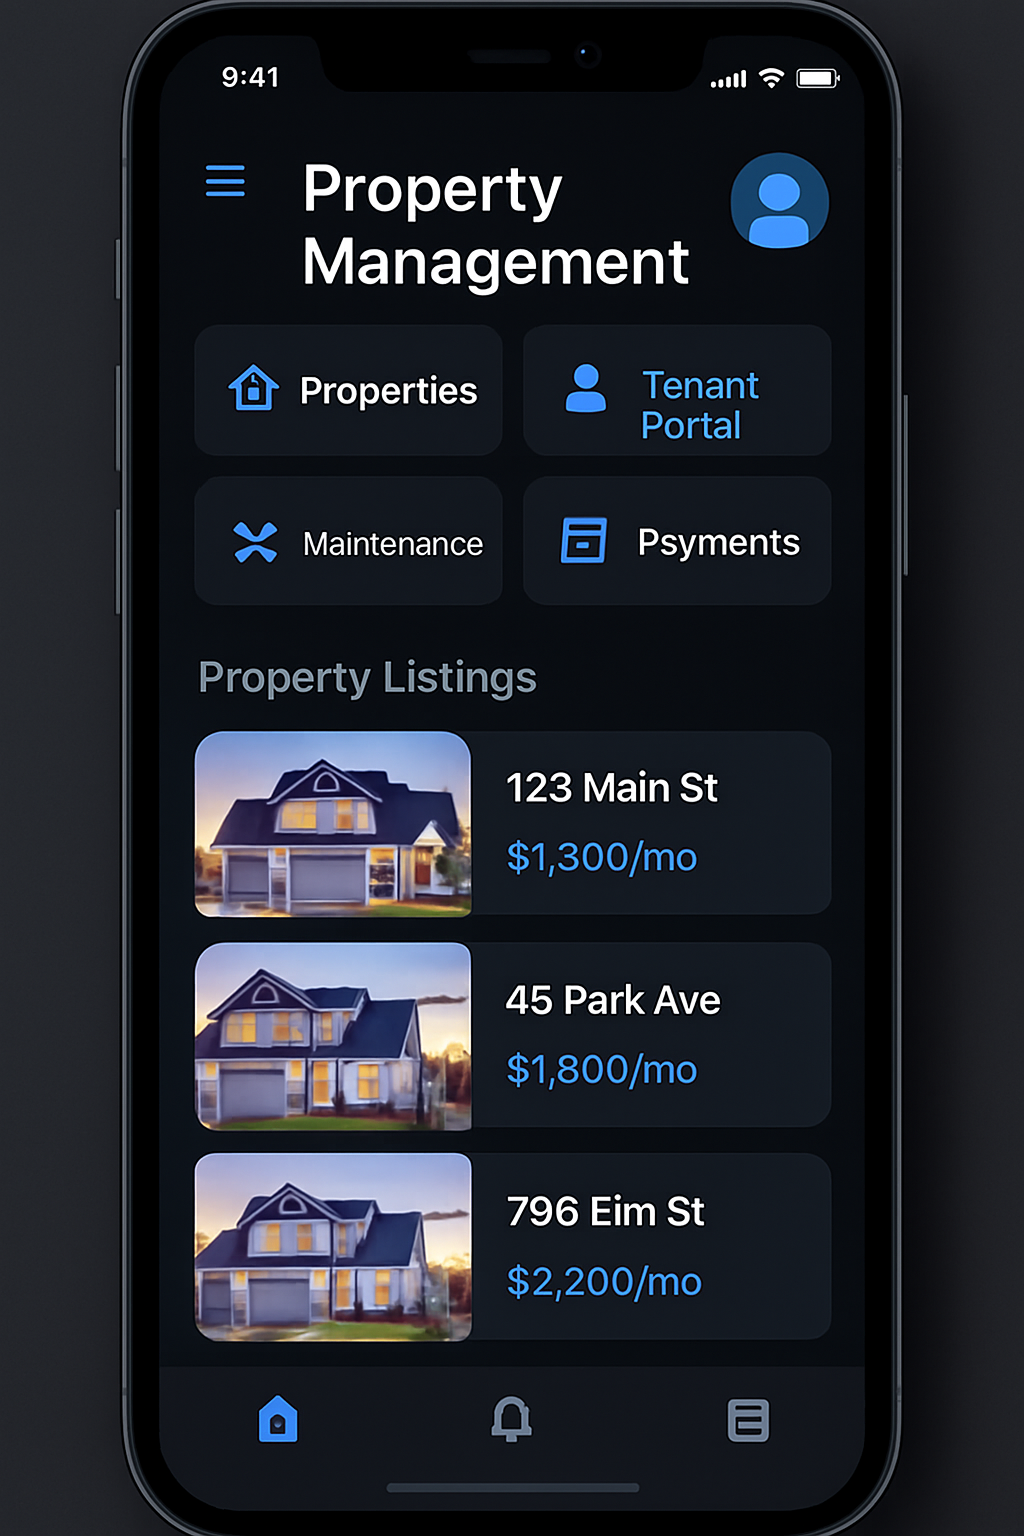 9:41
Property
Management
Properties
Tenant
Portal
Maintenance
Psyments
Property Listings
123 Main St
$1,300/mo
45 Park Ave
$1,800/mo
796 Eim St
$2,200/mo